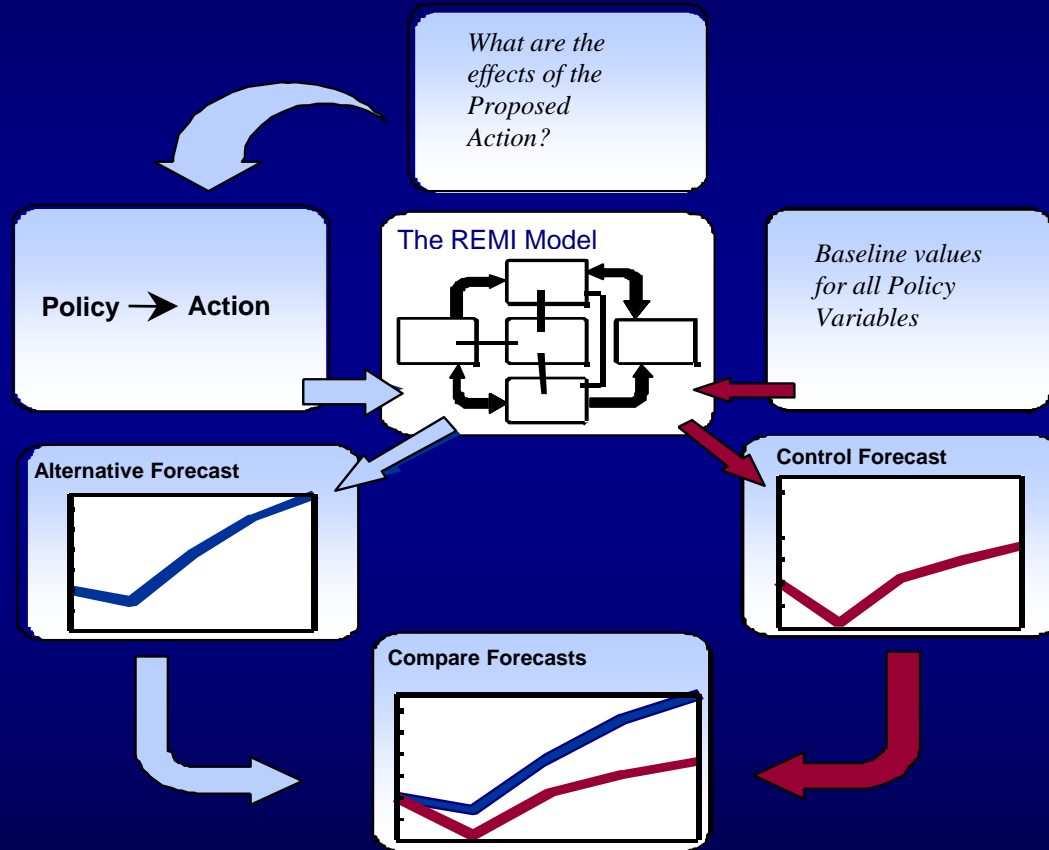 What are the
effects of the
Proposed
Action?
Policy → Action
The REMI Model
Baseline values
for all Policy
Variables
Alternative Forecast
Control Forecast
Compare Forecasts